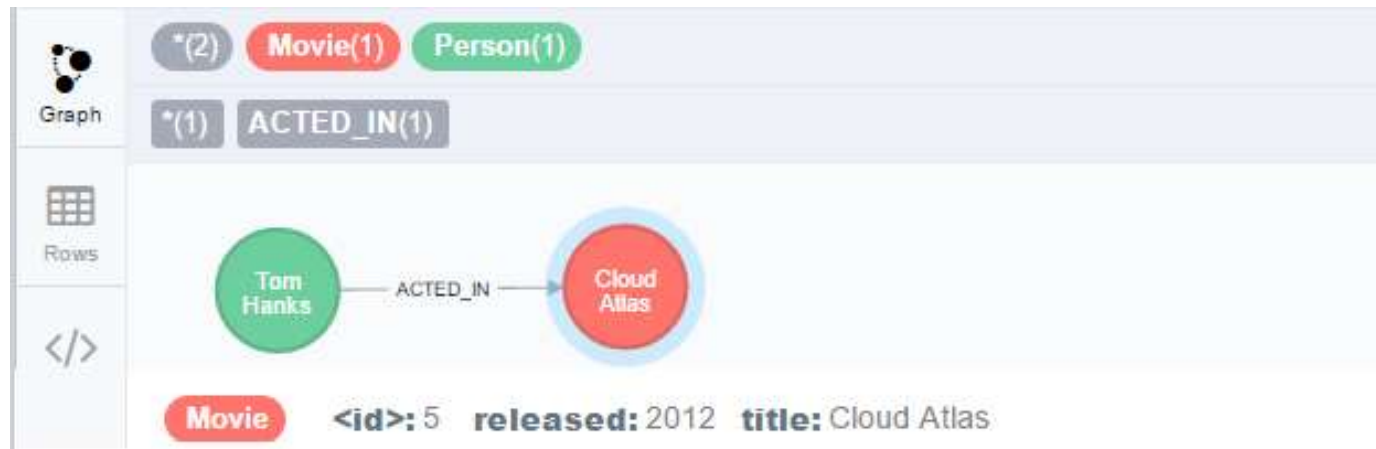 *(2) Movie(1) Person(1)
Graph
*(1) ACTED_IN(1)
Rows
Tom
Hanks
ACTED_IN
Cloud
Atlas
</>
Movie <id>: 5 released: 2012 title: Cloud Atlas